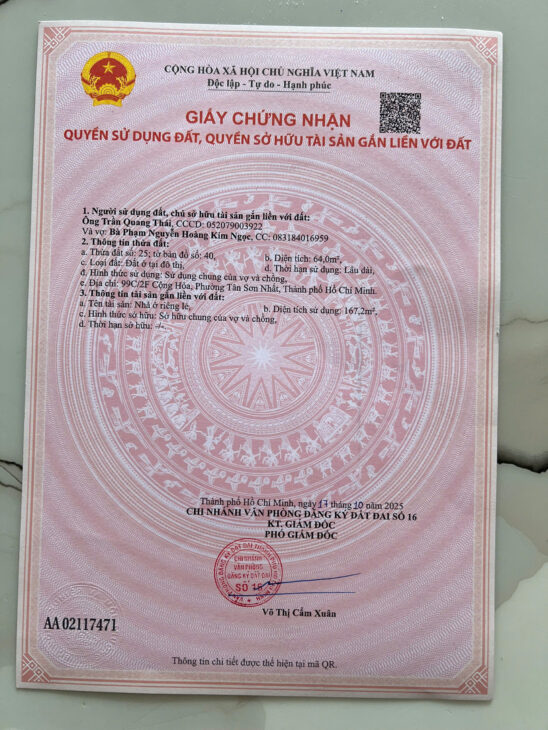 CỘNG HÒA XÃ HỘI CHỦ NGHĨA VIỆT NAM
Độc lập - Tự do - Hạnh phúc
GIẤY CHỨNG NHẬN
QUYỀN SỬ DỤNG ĐẤT, QUYỀN SỞ HỮU TÀI SẢN GẮN LIỀN VỚI ĐẤT
1. Người sử dụng đất, chủ sở hữu tài sản gắn liền với đất:
Ông Trần Quang Thái, CCCD: 052079003922
Và vợ: Bà Phạm Nguyễn Hoàng Kim Ngọc, CC: 083184016959
2. Thông tin thửa đất:
a. Thửa đất số: 25; tờ bản đồ số: 40, b. Diện tích: 64,0m²,
c. Loại đất: Đất ở tại đô thị, d. Thời hạn sử dụng: Lâu dài,
đ. Hình thức sử dụng: Sử dụng chung của vợ và chồng,
e. Địa chỉ: 99C/2F Cộng Hòa, Phường Tân Sơn Nhất, Thành phố Hồ Chí Minh.
3. Thông tin tài sản gắn liền với đất:
a. Tên tài sản: Nhà ở riêng lẻ, b. Diện tích sử dụng: 167,2m²,
c. Hình thức sở hữu: Sở hữu chung của vợ và chồng,
d. Thời hạn sở hữu: -/-.
Thành phố Hồ Chí Minh, ngày 17 tháng 10 năm 2025
CHI NHÁNH VĂN PHÒNG ĐĂNG KÝ ĐẤT ĐAI SỐ 16
KT. GIÁM ĐỐC
PHÓ GIÁM ĐỐC
CHI NHÁNH
VĂN PHÒNG
ĐĂNG KÝ ĐẤT ĐAI
SỐ 16
Võ Thị Cẩm Xuân
AA 02117471
Thông tin chi tiết được thể hiện tại mã QR.